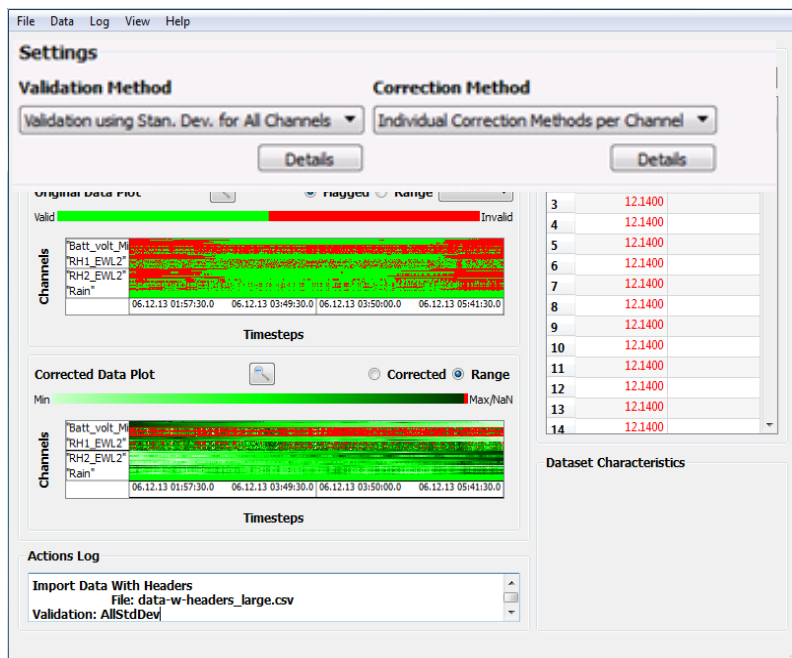 File Data Log View Help
Settings
Validation Method Correction Method
Validation using Stan. Dev. for All Channels Individual Correction Methods per Channel
Details Details
Original Data Plot Flagged Range
Valid Invalid
Channels
"Batt_volt_Mi
"RH1_EWL2"
"RH2_EWL2"
"Rain"
06.12.13 01:57:30.0 06.12.13 03:49:30.0 06.12.13 03:50:00.0 06.12.13 05:41:30.0
Timesteps
Corrected Data Plot Corrected Range
Min Max/NaN
Channels
"Batt_volt_Mi
"RH1_EWL2"
"RH2_EWL2"
"Rain"
06.12.13 01:57:30.0 06.12.13 03:49:30.0 06.12.13 03:50:00.0 06.12.13 05:41:30.0
Timesteps
Actions Log
Import Data With Headers
File: data-w-headers_large.csv
Validation: AllStdDev
3 12.1400
4 12.1400
5 12.1400
6 12.1400
7 12.1400
8 12.1400
9 12.1400
10 12.1400
11 12.1400
12 12.1400
13 12.1400
14 12.1400
Dataset Characteristics